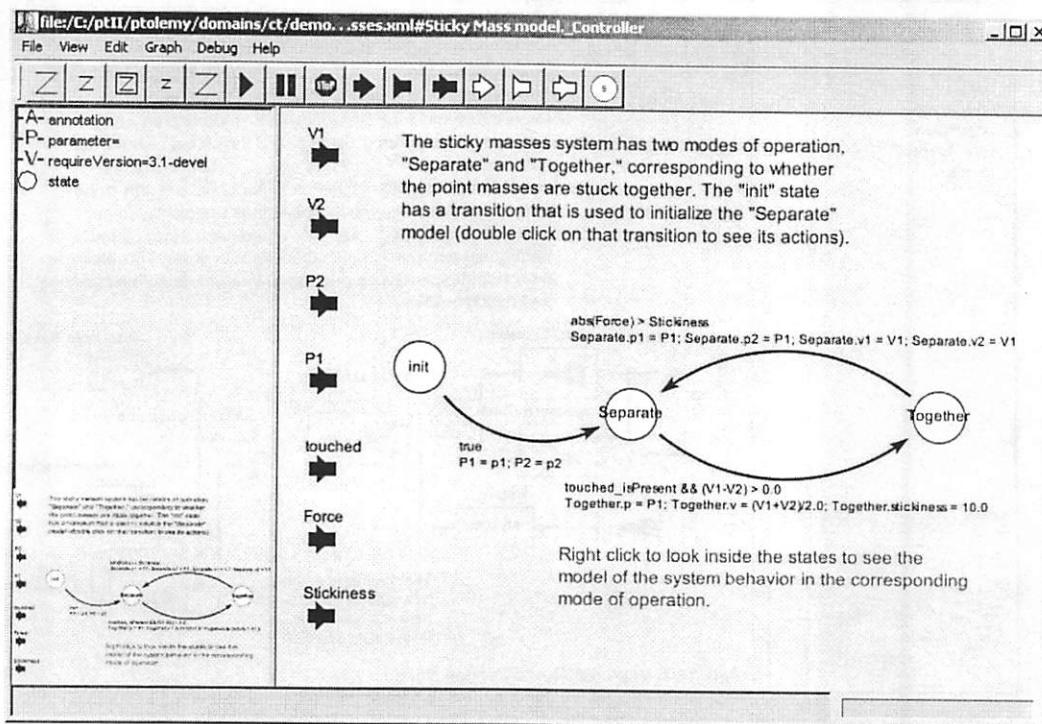 file:/C:/ptII/ptolemy/domains/ct/demo. . .sses.xml#Sticky Mass model._Controller
File View Edit Graph Debug Help
-A- annotation
-P- parameter=
-V- requireVersion=3.1-devel
state
The sticky masses system has two modes of operation,
"Separate" and "Together," corresponding to whether
the point masses are stuck together. The "init" state
has a transition that is used to initialize the "Separate"
model (double click on that transition to see its actions).
V1
V2
P2
P1
touched
Force
Stickiness
abs(Force) > Stickiness
Separate.p1 = P1; Separate.p2 = P1; Separate.v1 = V1; Separate.v2 = V1
init
Separate
Together
true
P1 = p1; P2 = p2
touched_isPresent && (V1-V2) > 0.0
Together.p = P1; Together.v = (V1+V2)/2.0; Together.stickiness = 10.0
Right click to look inside the states to see the
model of the system behavior in the corresponding
mode of operation.